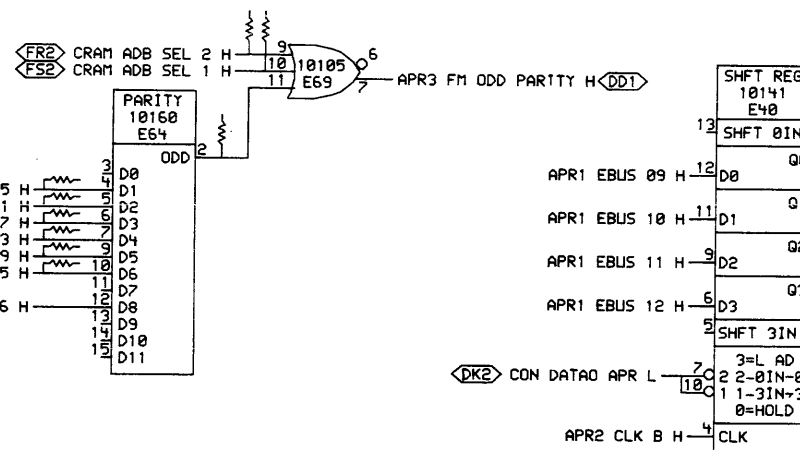 FR2 CRAM ADB SEL 2 H 9
FS2 CRAM ADB SEL 1 H 10
11
10105
E69
6
7
APR3 FM ODD PARITY H DD1
PARITY
10160
E64
ODD 2
3 D0
5 H 4 D1
1 H 5 D2
7 H 6 D3
3 H 7 D4
9 H 9 D5
5 H 10 D6
11 D7
6 H 12 D8
13 D9
14 D10
15 D11
SHFT REG
10141
E40
13 SHFT 0IN
APR1 EBUS 09 H 12 D0
APR1 EBUS 10 H 11 D1
Q
APR1 EBUS 11 H 9 D2
Q2
APR1 EBUS 12 H 6 D3
5 SHFT 3IN
3=L AD
DK2 CON DATAO APR L 7 2 2-0IN-0
10 1 1-3IN→3
0=HOLD
APR2 CLK B H 4 CLK